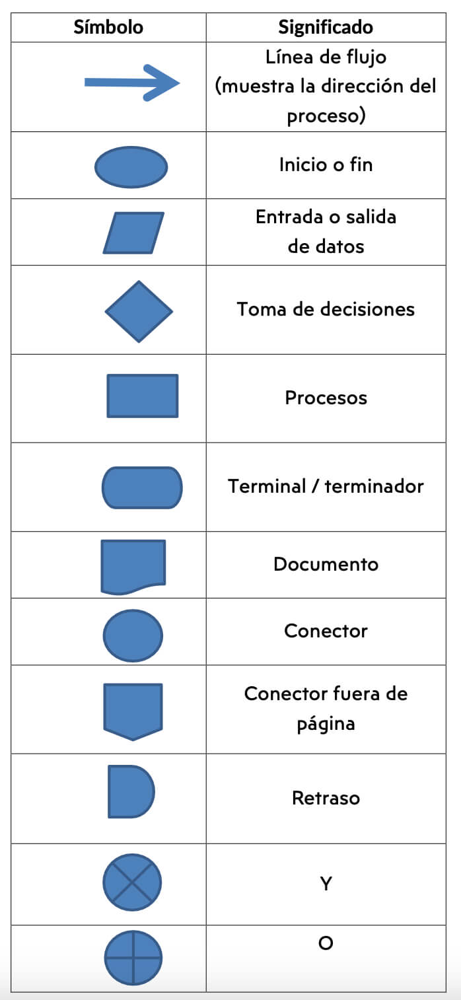 Símbolo
Significado
Línea de flujo
(muestra la dirección del
proceso)
Inicio o fin
Entrada o salida
de datos
Toma de decisiones
Procesos
Terminal / terminador
Documento
Conector
Conector fuera de
página
Retraso
Y
O